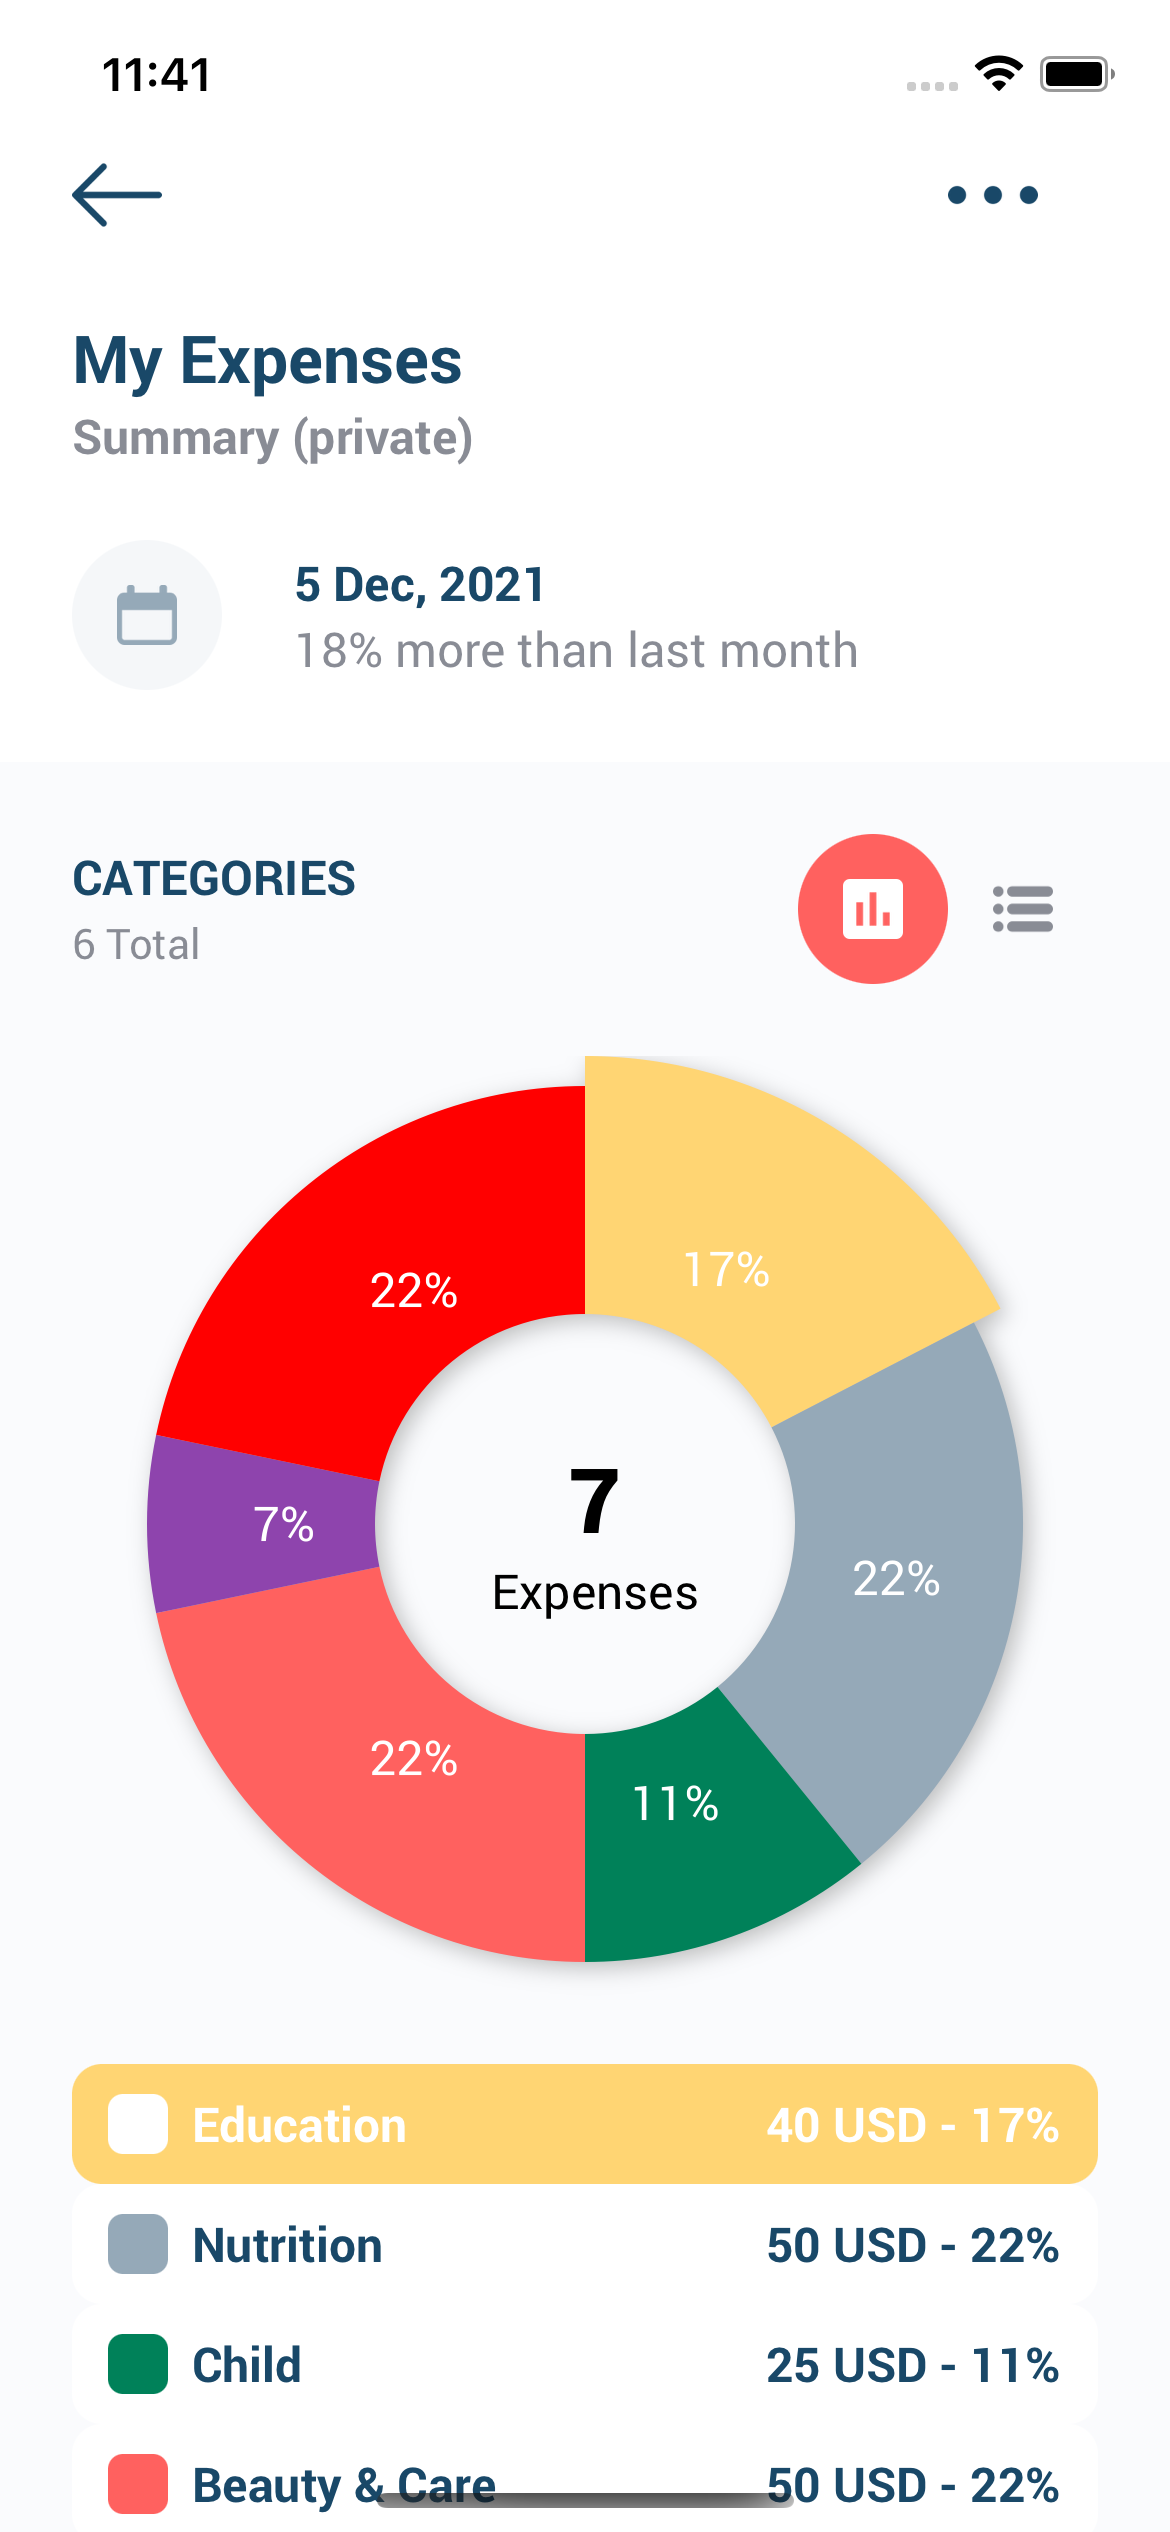 11:41
My Expenses
Summary (private)
5 Dec, 2021
18% more than last month
CATEGORIES
6 Total
17%
22%
22%
7%
7
Expenses
22%
22%
11%
Education 40 USD - 17%
Nutrition 50 USD - 22%
Child 25 USD - 11%
Beauty & Care 50 USD - 22%